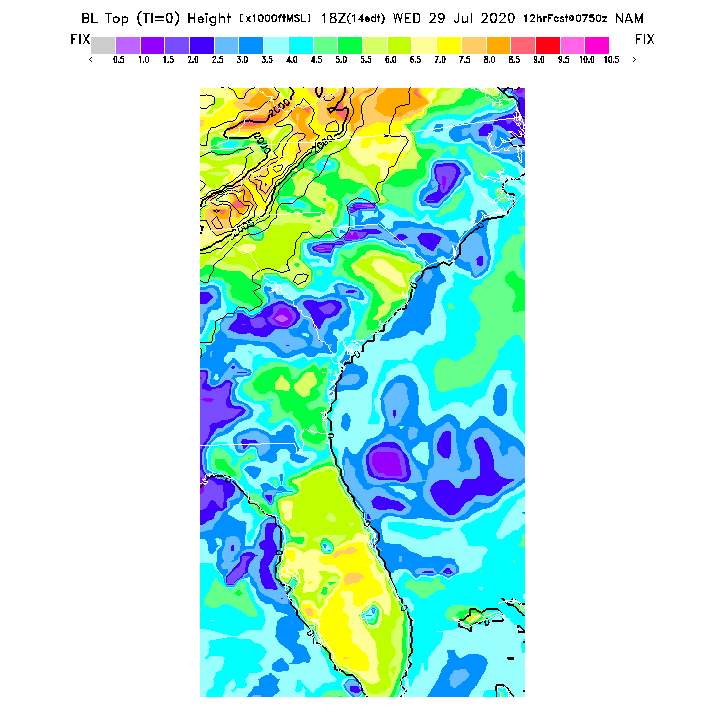 BL Top (TI=0) Height [x1000ftMSL] 18Z(14edt) WED 29 Jul 2020 12hrFcst@0750z NAM
FIX FIX
< 0.5 1.0 1.5 2.0 2.5 3.0 3.5 4.0 4.5 5.0 5.5 6.0 6.5 7.0 7.5 8.0 8.5 9.0 9.5 10.0 10.5 >
2000
2000
2000